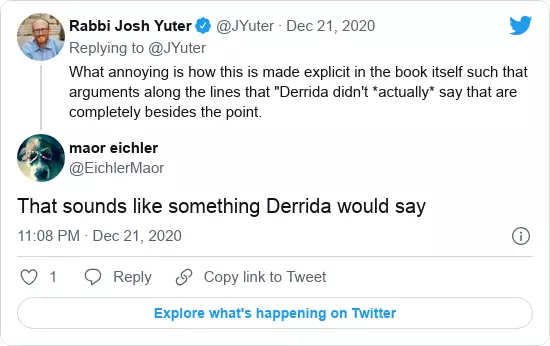 Rabbi Josh Yuter @JYuter · Dec 21, 2020
Replying to @JYuter
What annoying is how this is made explicit in the book itself such that
arguments along the lines that "Derrida didn't *actually* say that are
completely besides the point.
maor eichler
@EichlerMaor
That sounds like something Derrida would say
11:08 PM · Dec 21, 2020
1 Reply Copy link to Tweet
Explore what's happening on Twitter